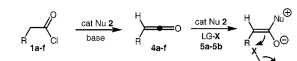 O
R
Cl
1a-f
cat Nu 2
base
R
O
4a-f
cat Nu 2
LG-X
5a-5b
Nu⊕
R
O⊖
X